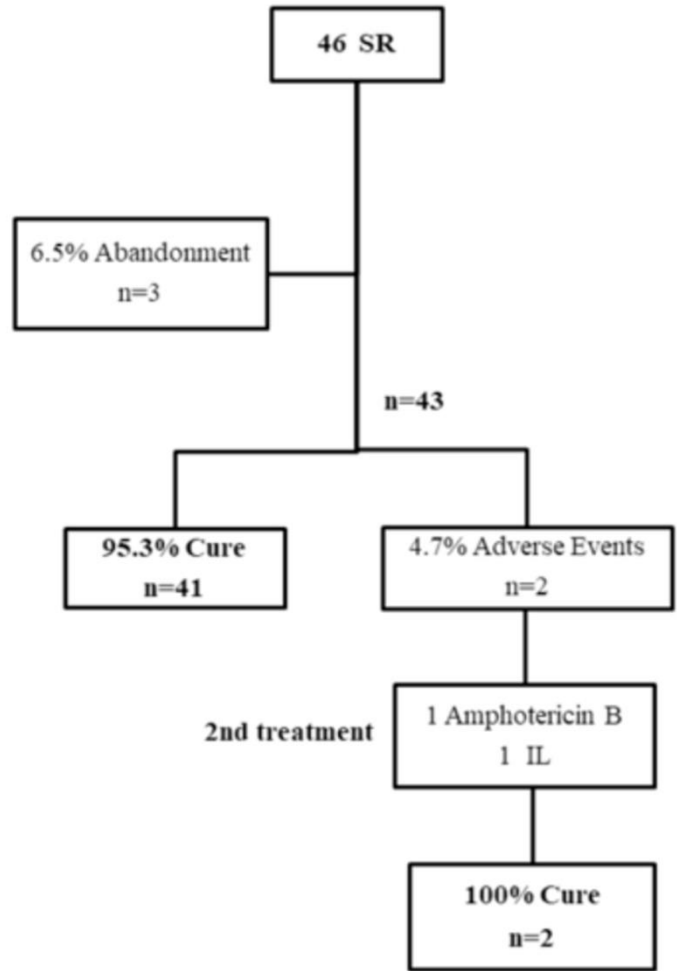 46 SR
6.5% Abandonment
n=3
n=43
95.3% Cure
n=41
4.7% Adverse Events
n=2
2nd treatment
1 Amphotericin B
1 IL
100% Cure
n=2